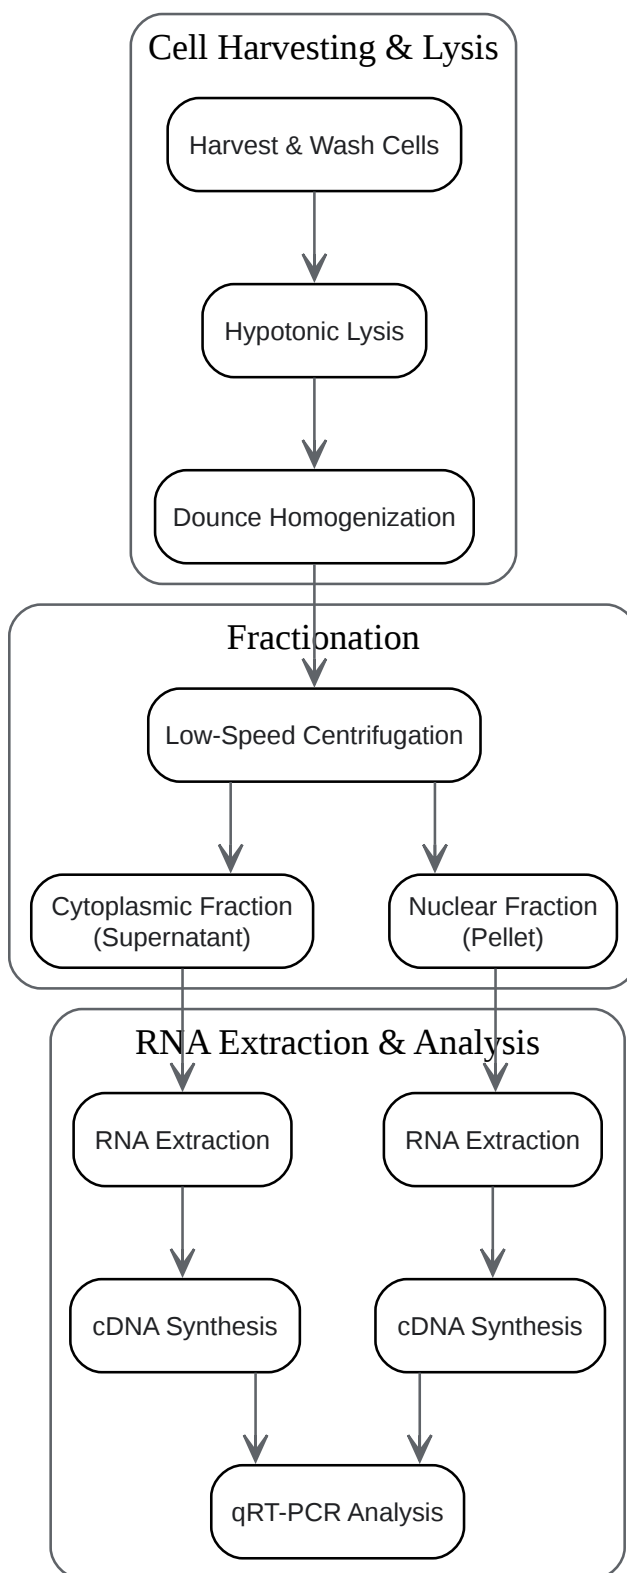 Cell Harvesting & Lysis
Harvest & Wash Cells
Hypotonic Lysis
Dounce Homogenization
Fractionation
Low-Speed Centrifugation
Cytoplasmic Fraction
(Supernatant)
Nuclear Fraction
(Pellet)
RNA Extraction & Analysis
RNA Extraction
RNA Extraction
cDNA Synthesis
cDNA Synthesis
qRT-PCR Analysis